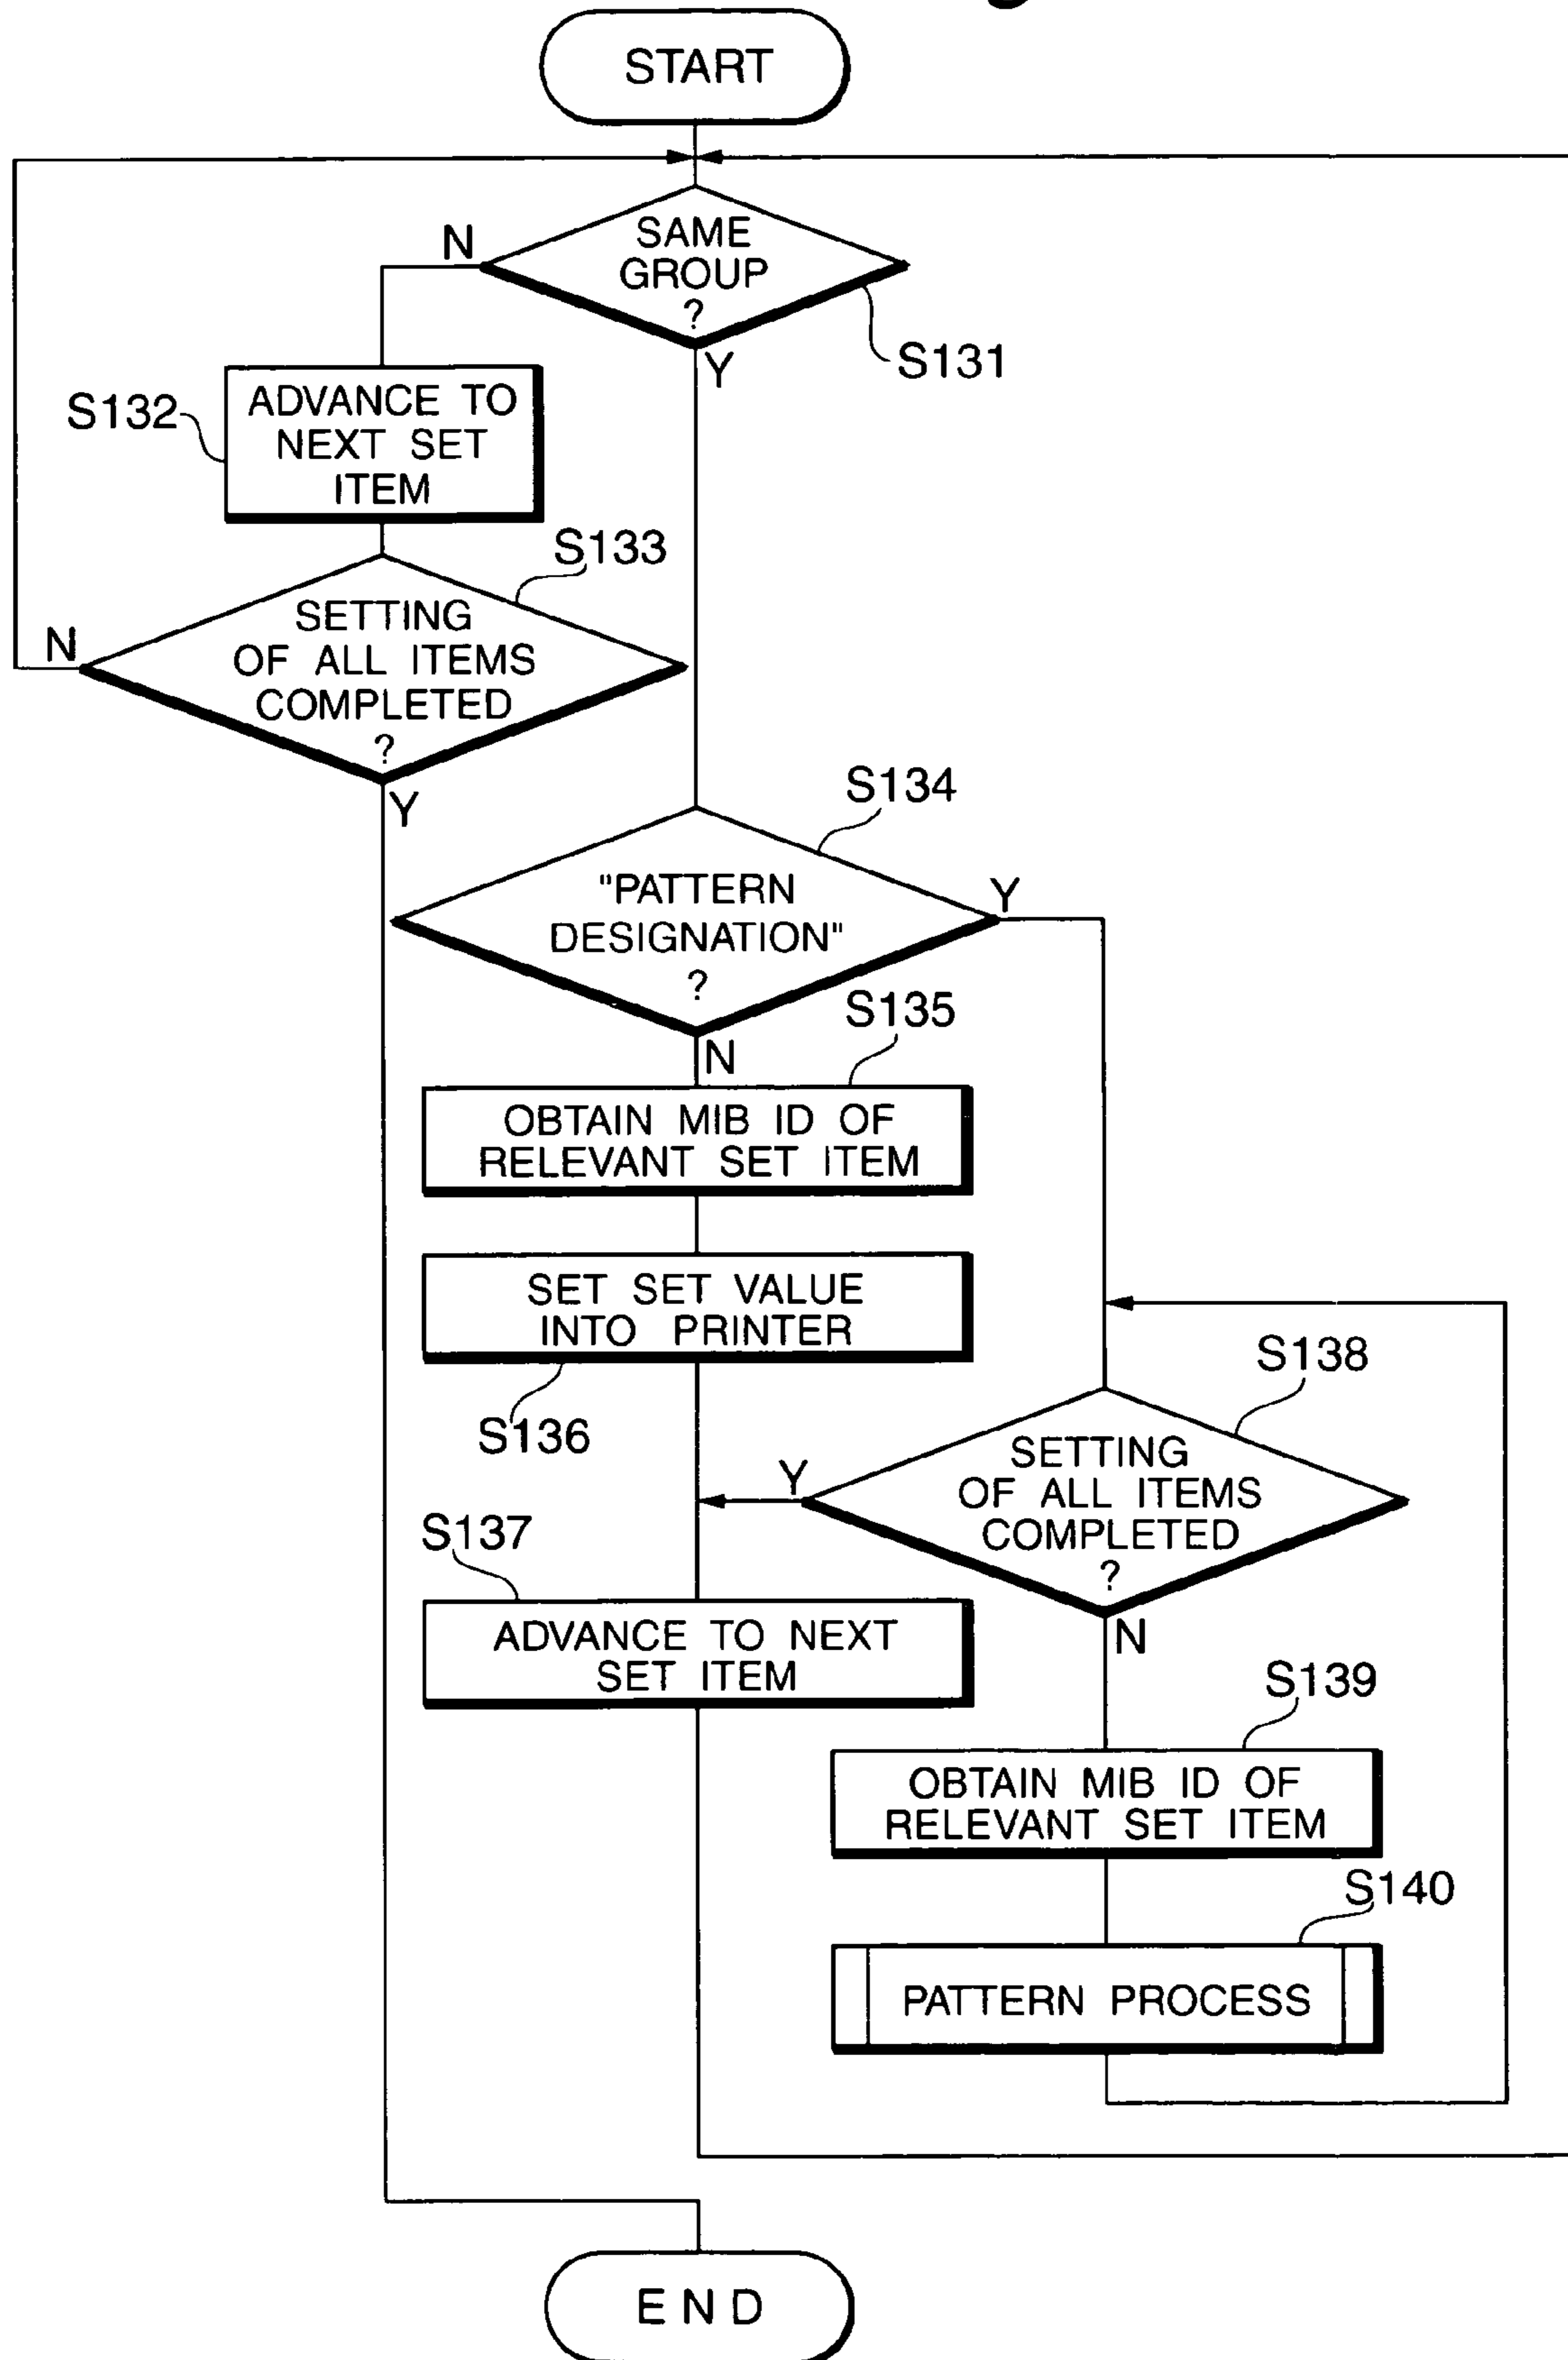 START
N
SAME
GROUP
?
Y
S131
S132
ADVANCE TO
NEXT SET
ITEM
S133
SETTING
OF ALL ITEMS
COMPLETED
?
N
Y
S134
"PATTERN
DESIGNATION"
?
Y
N
S135
OBTAIN MIB ID OF
RELEVANT SET ITEM
SET SET VALUE
INTO PRINTER
S136
S138
SETTING
OF ALL ITEMS
COMPLETED
?
Y
N
S137
ADVANCE TO NEXT
SET ITEM
S139
OBTAIN MIB ID OF
RELEVANT SET ITEM
S140
PATTERN PROCESS
END